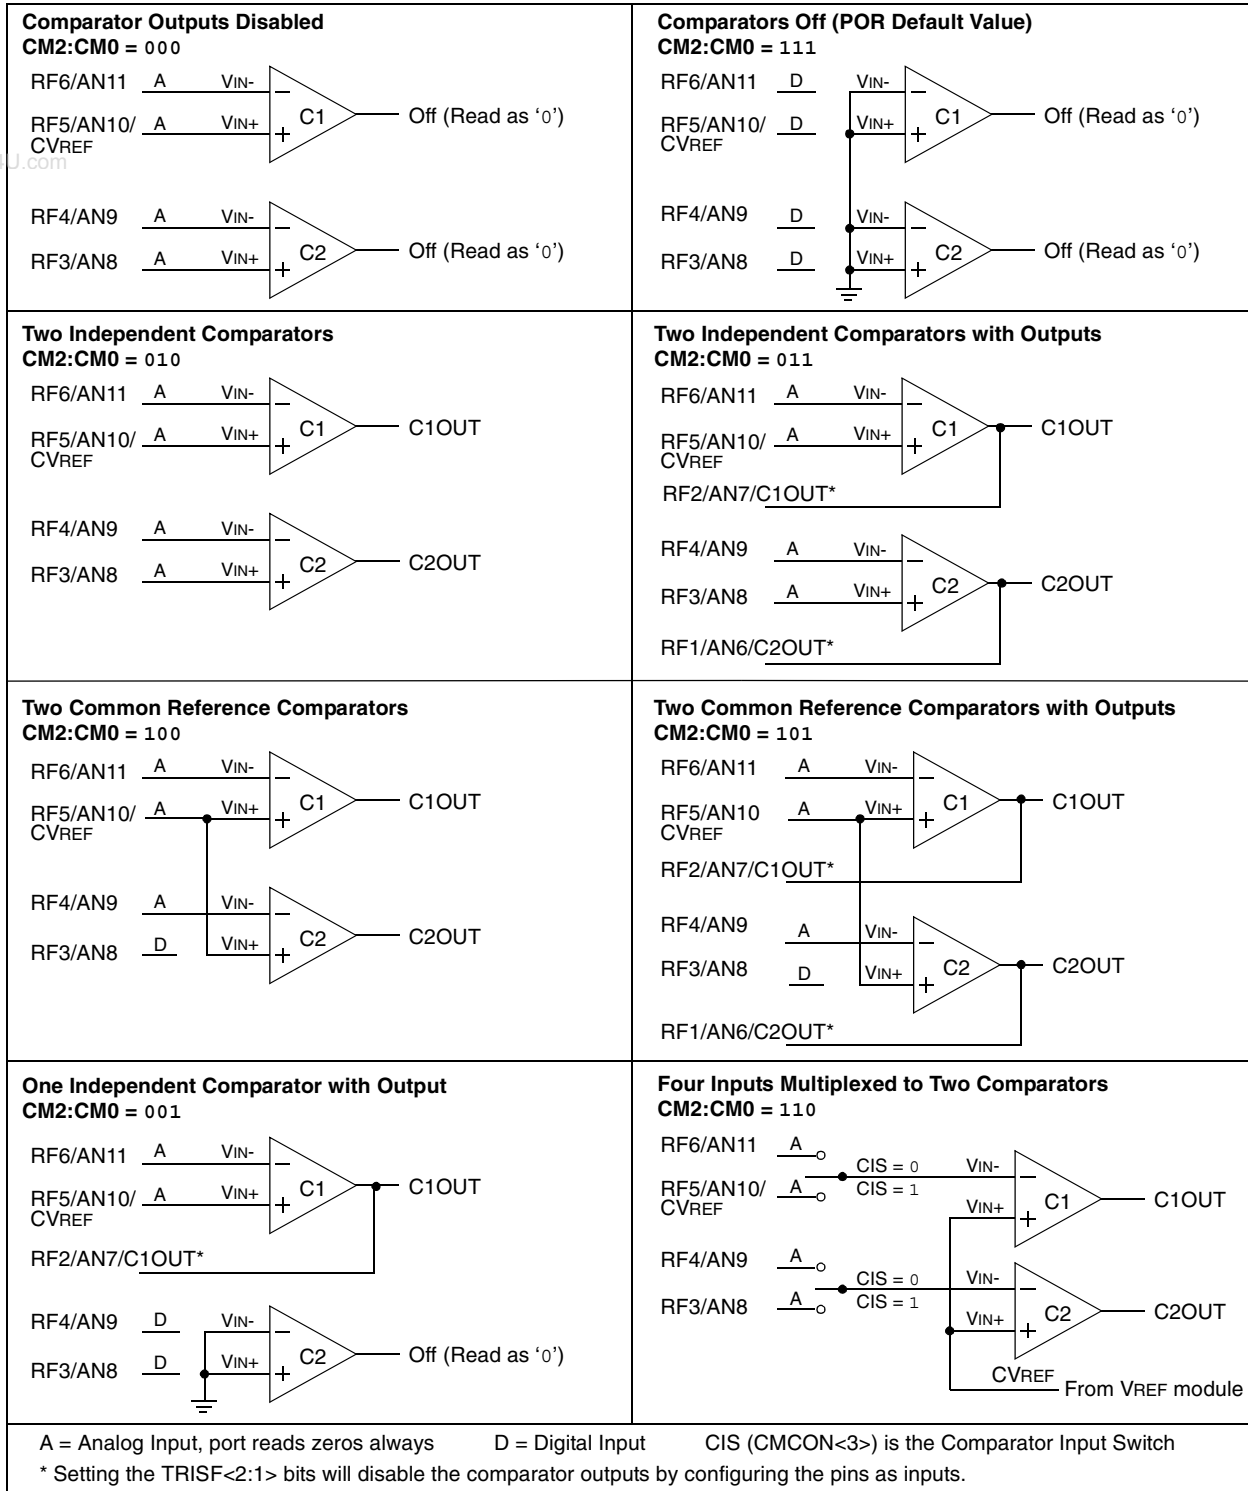 Comparator Outputs Disabled
CM2:CM0 = 000
RF6/AN11 A VIN-
C1 Off (Read as ‘0’)
RF5/AN10/ A VIN+
CVREF
RF4/AN9 A VIN-
C2 Off (Read as ‘0’)
RF3/AN8 A VIN+
Comparators Off (POR Default Value)
CM2:CM0 = 111
RF6/AN11 D VIN-
C1 Off (Read as ‘0’)
RF5/AN10/ D VIN+
CVREF
RF4/AN9 D VIN-
C2 Off (Read as ‘0’)
RF3/AN8 D VIN+
4U.com
Two Independent Comparators
CM2:CM0 = 010
RF6/AN11 A VIN-
C1 C1OUT
RF5/AN10/ A VIN+
CVREF
RF4/AN9 A VIN-
C2 C2OUT
RF3/AN8 A VIN+
Two Independent Comparators with Outputs
CM2:CM0 = 011
RF6/AN11 A VIN-
C1 C1OUT
RF5/AN10/ A VIN+
CVREF
RF2/AN7/C1OUT*
RF4/AN9 A VIN-
C2 C2OUT
RF3/AN8 A VIN+
RF1/AN6/C2OUT*
Two Common Reference Comparators
CM2:CM0 = 100
RF6/AN11 A VIN-
C1 C1OUT
RF5/AN10/ A VIN+
CVREF
RF4/AN9 A VIN-
C2 C2OUT
RF3/AN8 D VIN+
Two Common Reference Comparators with Outputs
CM2:CM0 = 101
RF6/AN11 A VIN-
C1 C1OUT
RF5/AN10 A VIN+
CVREF
RF2/AN7/C1OUT*
RF4/AN9 A VIN-
C2 C2OUT
RF3/AN8 D VIN+
RF1/AN6/C2OUT*
One Independent Comparator with Output
CM2:CM0 = 001
RF6/AN11 A VIN-
C1 C1OUT
RF5/AN10/ A VIN+
CVREF
RF2/AN7/C1OUT*
RF4/AN9 D VIN-
C2 Off (Read as ‘0’)
RF3/AN8 D VIN+
Four Inputs Multiplexed to Two Comparators
CM2:CM0 = 110
RF6/AN11 A
CIS = 0 VIN-
RF5/AN10/ A CIS = 1 C1 C1OUT
CVREF VIN+
RF4/AN9 A
CIS = 0 VIN-
RF3/AN8 A CIS = 1 C2 C2OUT
VIN+
CVREF
From VREF module
A = Analog Input, port reads zeros always D = Digital Input CIS (CMCON<3>) is the Comparator Input Switch
* Setting the TRISF<2:1> bits will disable the comparator outputs by configuring the pins as inputs.